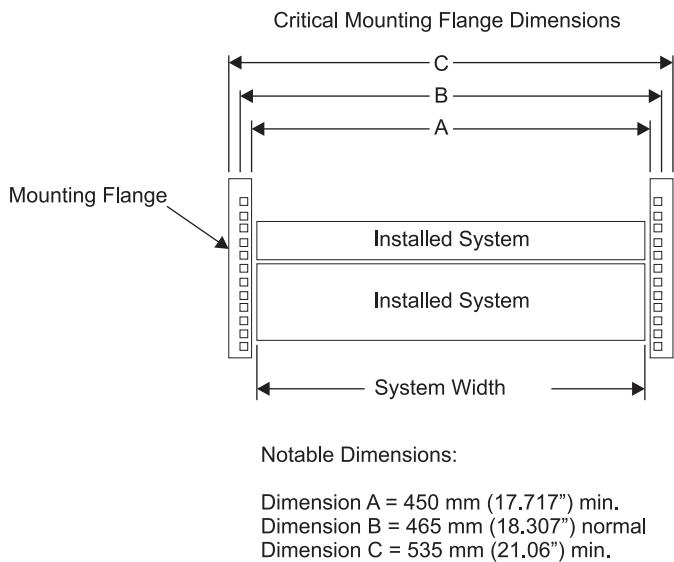 Critical Mounting Flange Dimensions
C
B
A
Mounting Flange
Installed System
Installed System
System Width
Notable Dimensions:
Dimension A = 450 mm (17.717”) min.
Dimension B = 465 mm (18.307”) normal
Dimension C = 535 mm (21.06”) min.